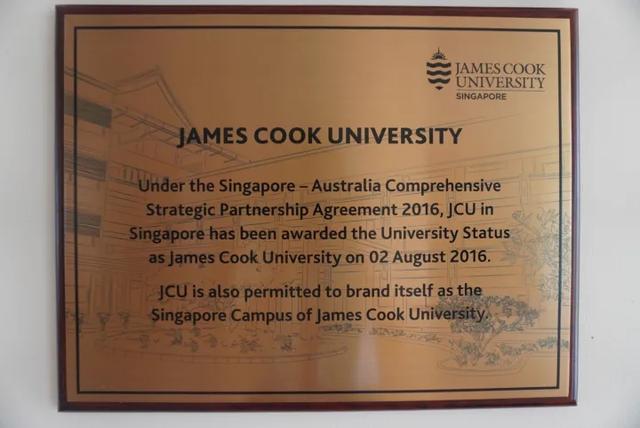 JAMES COOK
UNIVERSITY
SINGAPORE
JAMES COOK UNIVERSITY
Under the Singapore – Australia Comprehensive
Strategic Partnership Agreement 2016, JCU in
Singapore has been awarded the University Status
as James Cook University on 02 August 2016.
JCU is also permitted to brand itself as the
Singapore Campus of James Cook University.